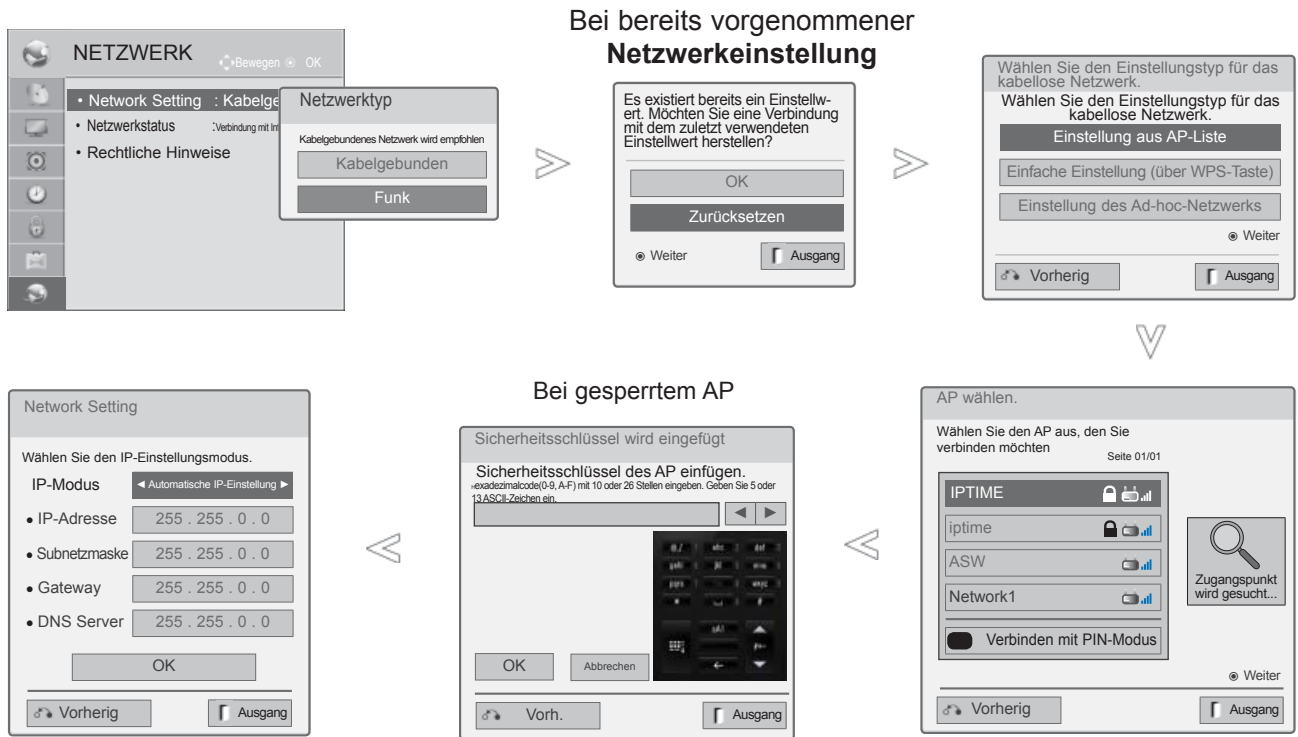 Bei bereits vorgenommener
Netzwerkeinstellung
NETZWERK
Bewegen OK
• Network Setting : Kabelge
• Netzwerkstatus : Verbindung mit Int
• Rechtliche Hinweise
Netzwerktyp
Kabelgebundenes Netzwerk wird empfohlen
Kabelgebunden
Funk
Es existiert bereits ein Einstellw-
ert. Möchten Sie eine Verbindung
mit dem zuletzt verwendeten
Einstellwert herstellen?
OK
Zurücksetzen
Weiter
Ausgang
Wählen Sie den Einstellungstyp für das
kabellose Netzwerk.
Wählen Sie den Einstellungstyp für das
kabellose Netzwerk.
Einstellung aus AP-Liste
Einfache Einstellung (über WPS-Taste)
Einstellung des Ad-hoc-Netzwerks
Weiter
Vorherig
Ausgang
AP wählen.
Wählen Sie den AP aus, den Sie
verbinden möchten
Seite 01/01
IPTIME
iptime
ASW
Network1
Verbinden mit PIN-Modus
Zugangspunkt
wird gesucht...
Weiter
Vorherig
Ausgang
Bei gesperrtem AP
Sicherheitsschlüssel wird eingefügt
Sicherheitsschlüssel des AP einfügen.
Hexadezimalcode(0-9, A-F) mit 10 oder 26 Stellen eingeben. Geben Sie 5 oder
13 ASCII-Zeichen ein.
OK
Abbrechen
Vorh.
Ausgang
Network Setting
Wählen Sie den IP-Einstellungsmodus.
IP-Modus ◄ Automatische IP-Einstellung ►
• IP-Adresse 255 . 255 . 0 . 0
• Subnetzmaske 255 . 255 . 0 . 0
• Gateway 255 . 255 . 0 . 0
• DNS Server 255 . 255 . 0 . 0
OK
Vorherig
Ausgang